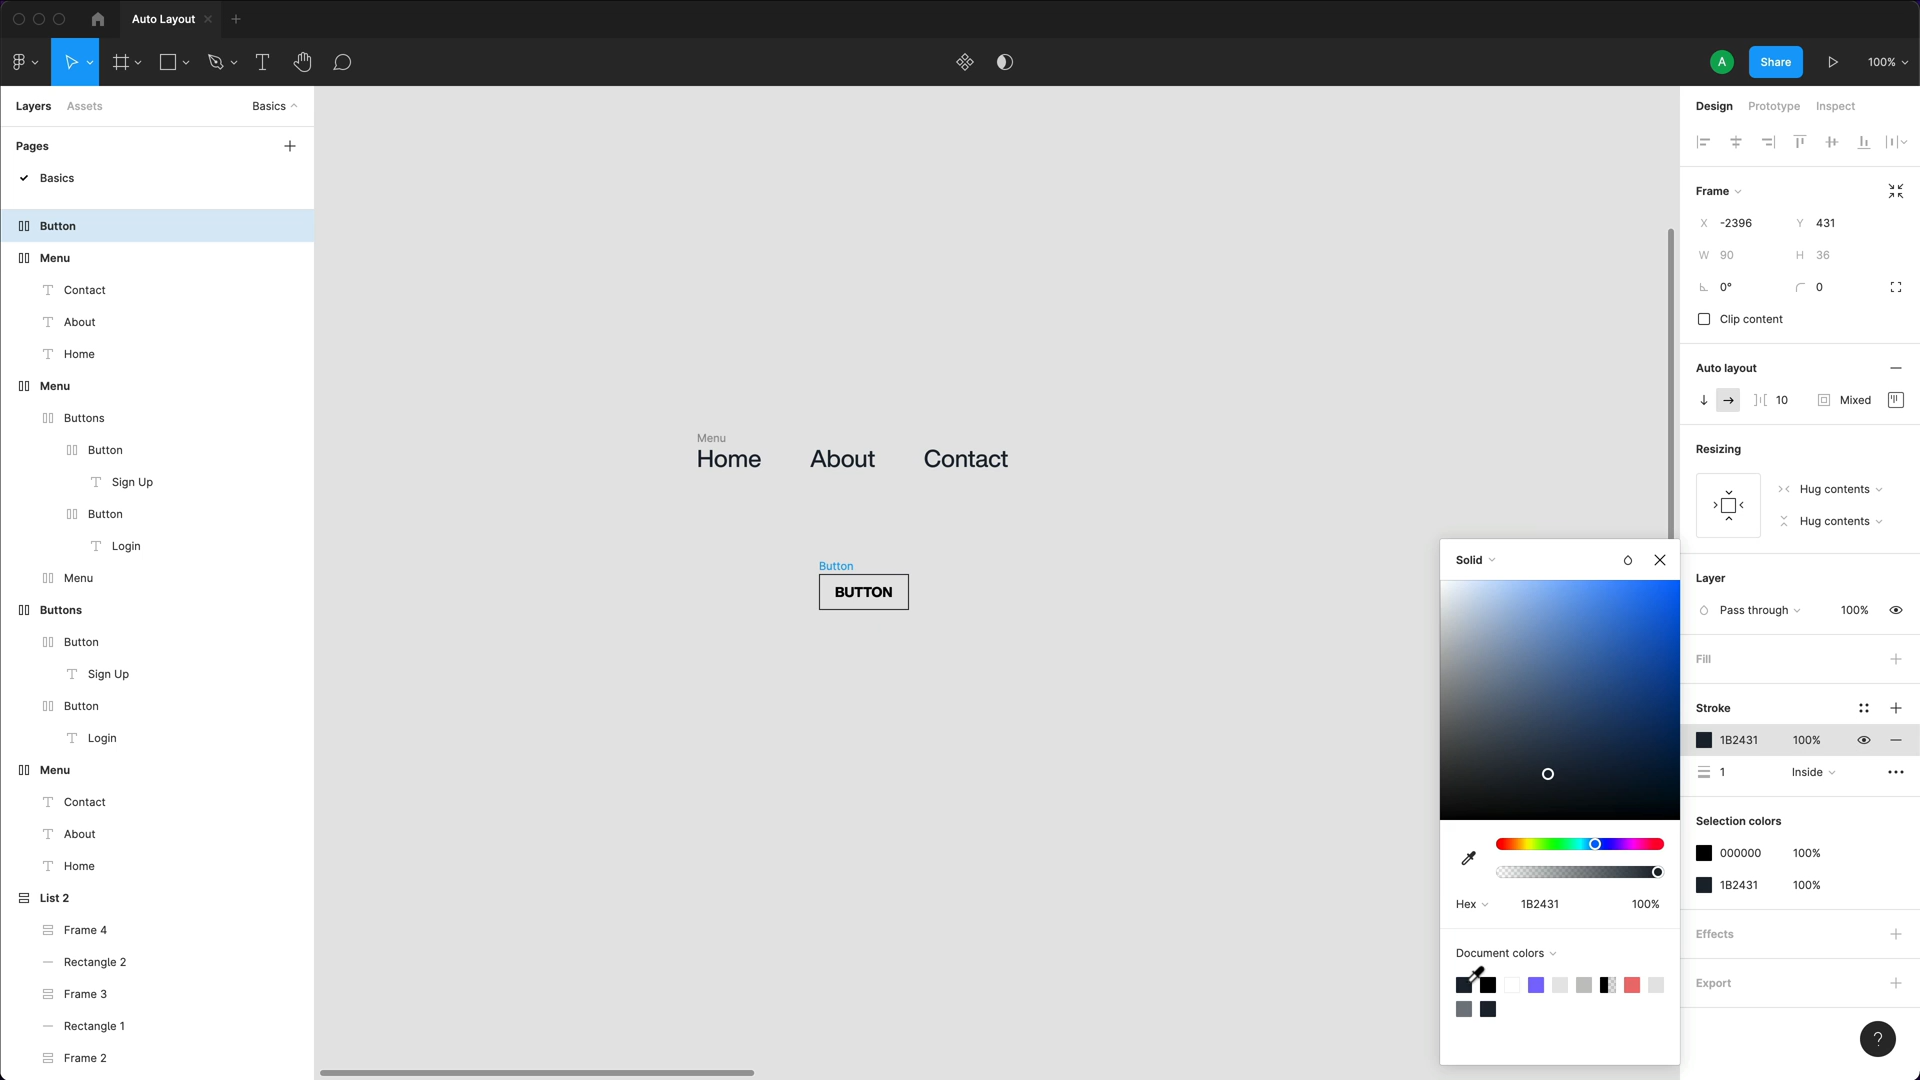 Auto Layout
A
Share
100%
Layers
Assets
Basics
Pages
Basics
Button
Menu
Contact
About
Home
Menu
Buttons
Button
Sign Up
Button
Login
Menu
Buttons
Button
Sign Up
Button
Login
Menu
Contact
About
Home
List 2
Frame 4
Rectangle 2
Frame 3
Rectangle 1
Frame 2
Menu
Home About Contact
Button
BUTTON
Solid
Hex 1B2431 100%
Document colors
Design Prototype Inspect
Frame
X -2396 Y 431
W 90 H 36
0° 0
Clip content
Auto layout
10 Mixed
Resizing
Hug contents
Hug contents
Layer
Pass through 100%
Fill
Stroke
1B2431 100%
1 Inside
Selection colors
000000 100%
1B2431 100%
Effects
Export
?